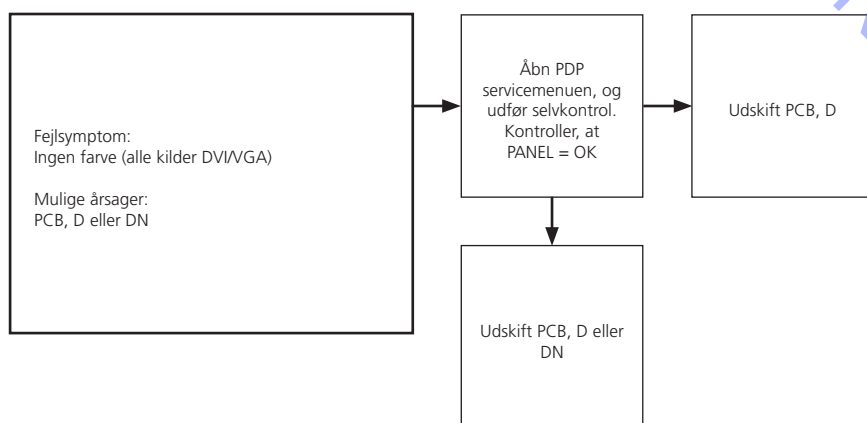 Fejlsymptom:
Ingen farve (alle kilder DVI/VGA)
Mulige årsager:
PCB, D eller DN
Åbn PDP
servicemenuen, og
udfør selvkontrol.
Kontroller, at
PANEL = OK
Udskift PCB, D
Udskift PCB, D eller
DN